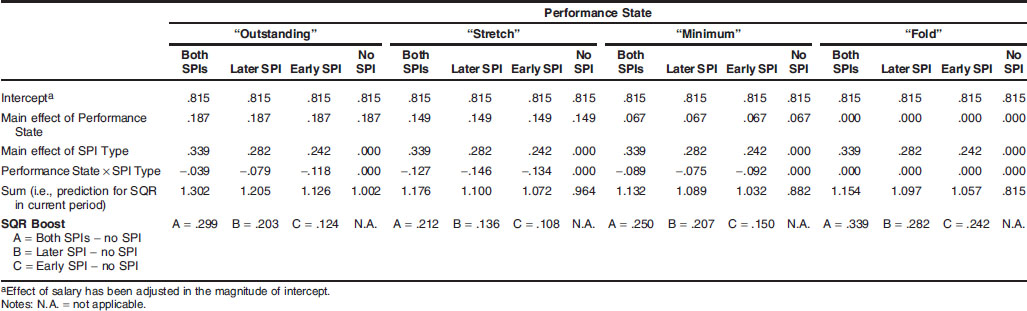 Performance State
“Outstanding” “Stretch” “Minimum” “Fold”
Both SPIs Later SPI Early SPI No SPI Both SPIs Later SPI Early SPI No SPI Both SPIs Later SPI Early SPI No SPI Both SPIs Later SPI Early SPI No SPI
Interceptᵃ .815 .815 .815 .815 .815 .815 .815 .815 .815 .815 .815 .815 .815 .815 .815 .815
Main effect of Performance .187 .187 .187 .187 .149 .149 .149 .149 .067 .067 .067 .067 .000 .000 .000 .000
State
Main effect of SPI Type .339 .282 .242 .000 .339 .282 .242 .000 .339 .282 .242 .000 .339 .282 .242 .000
Performance State × SPI Type −.039 −.079 −.118 .000 −.127 −.146 −.134 .000 −.089 −.075 −.092 .000 .000 .000 .000 .000
Sum (i.e., prediction for SQR 1.302 1.205 1.126 1.002 1.176 1.100 1.072 .964 1.132 1.089 1.032 .882 1.154 1.097 1.057 .815
in current period)
SQR Boost A = .299 B = .203 C = .124 N.A. A = .212 B = .136 C = .108 N.A. A = .250 B = .207 C = .150 N.A. A = .339 B = .282 C = .242 N.A.
A = Both SPIs − no SPI
B = Later SPI − no SPI
C = Early SPI − no SPI
ᵃEffect of salary has been adjusted in the magnitude of intercept.
Notes: N.A. = not applicable.